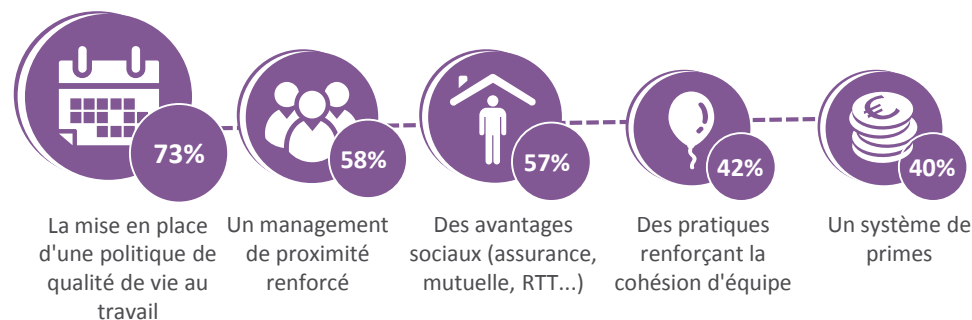 73%
La mise en place
d'une politique de
qualité de vie au
travail
58%
Un management
de proximité
renforcé
57%
Des avantages
sociaux (assurance,
mutuelle, RTT...)
42%
Des pratiques
renforçant la
cohésion d'équipe
€
40%
Un système de
primes